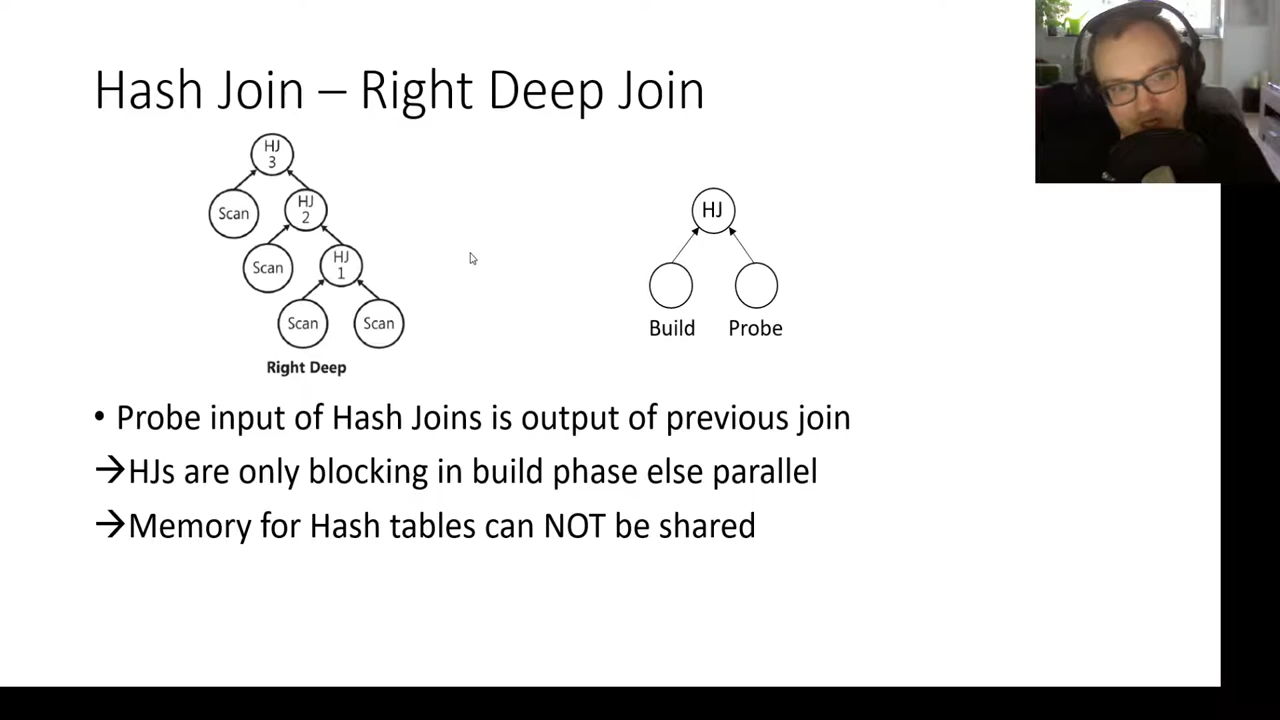 Hash Join – Right Deep Join
HJ
3
Scan
HJ
2
Scan
HJ
1
Scan
Scan
Right Deep
HJ
Build
Probe
• Probe input of Hash Joins is output of previous join
→HJs are only blocking in build phase else parallel
→Memory for Hash tables can NOT be shared